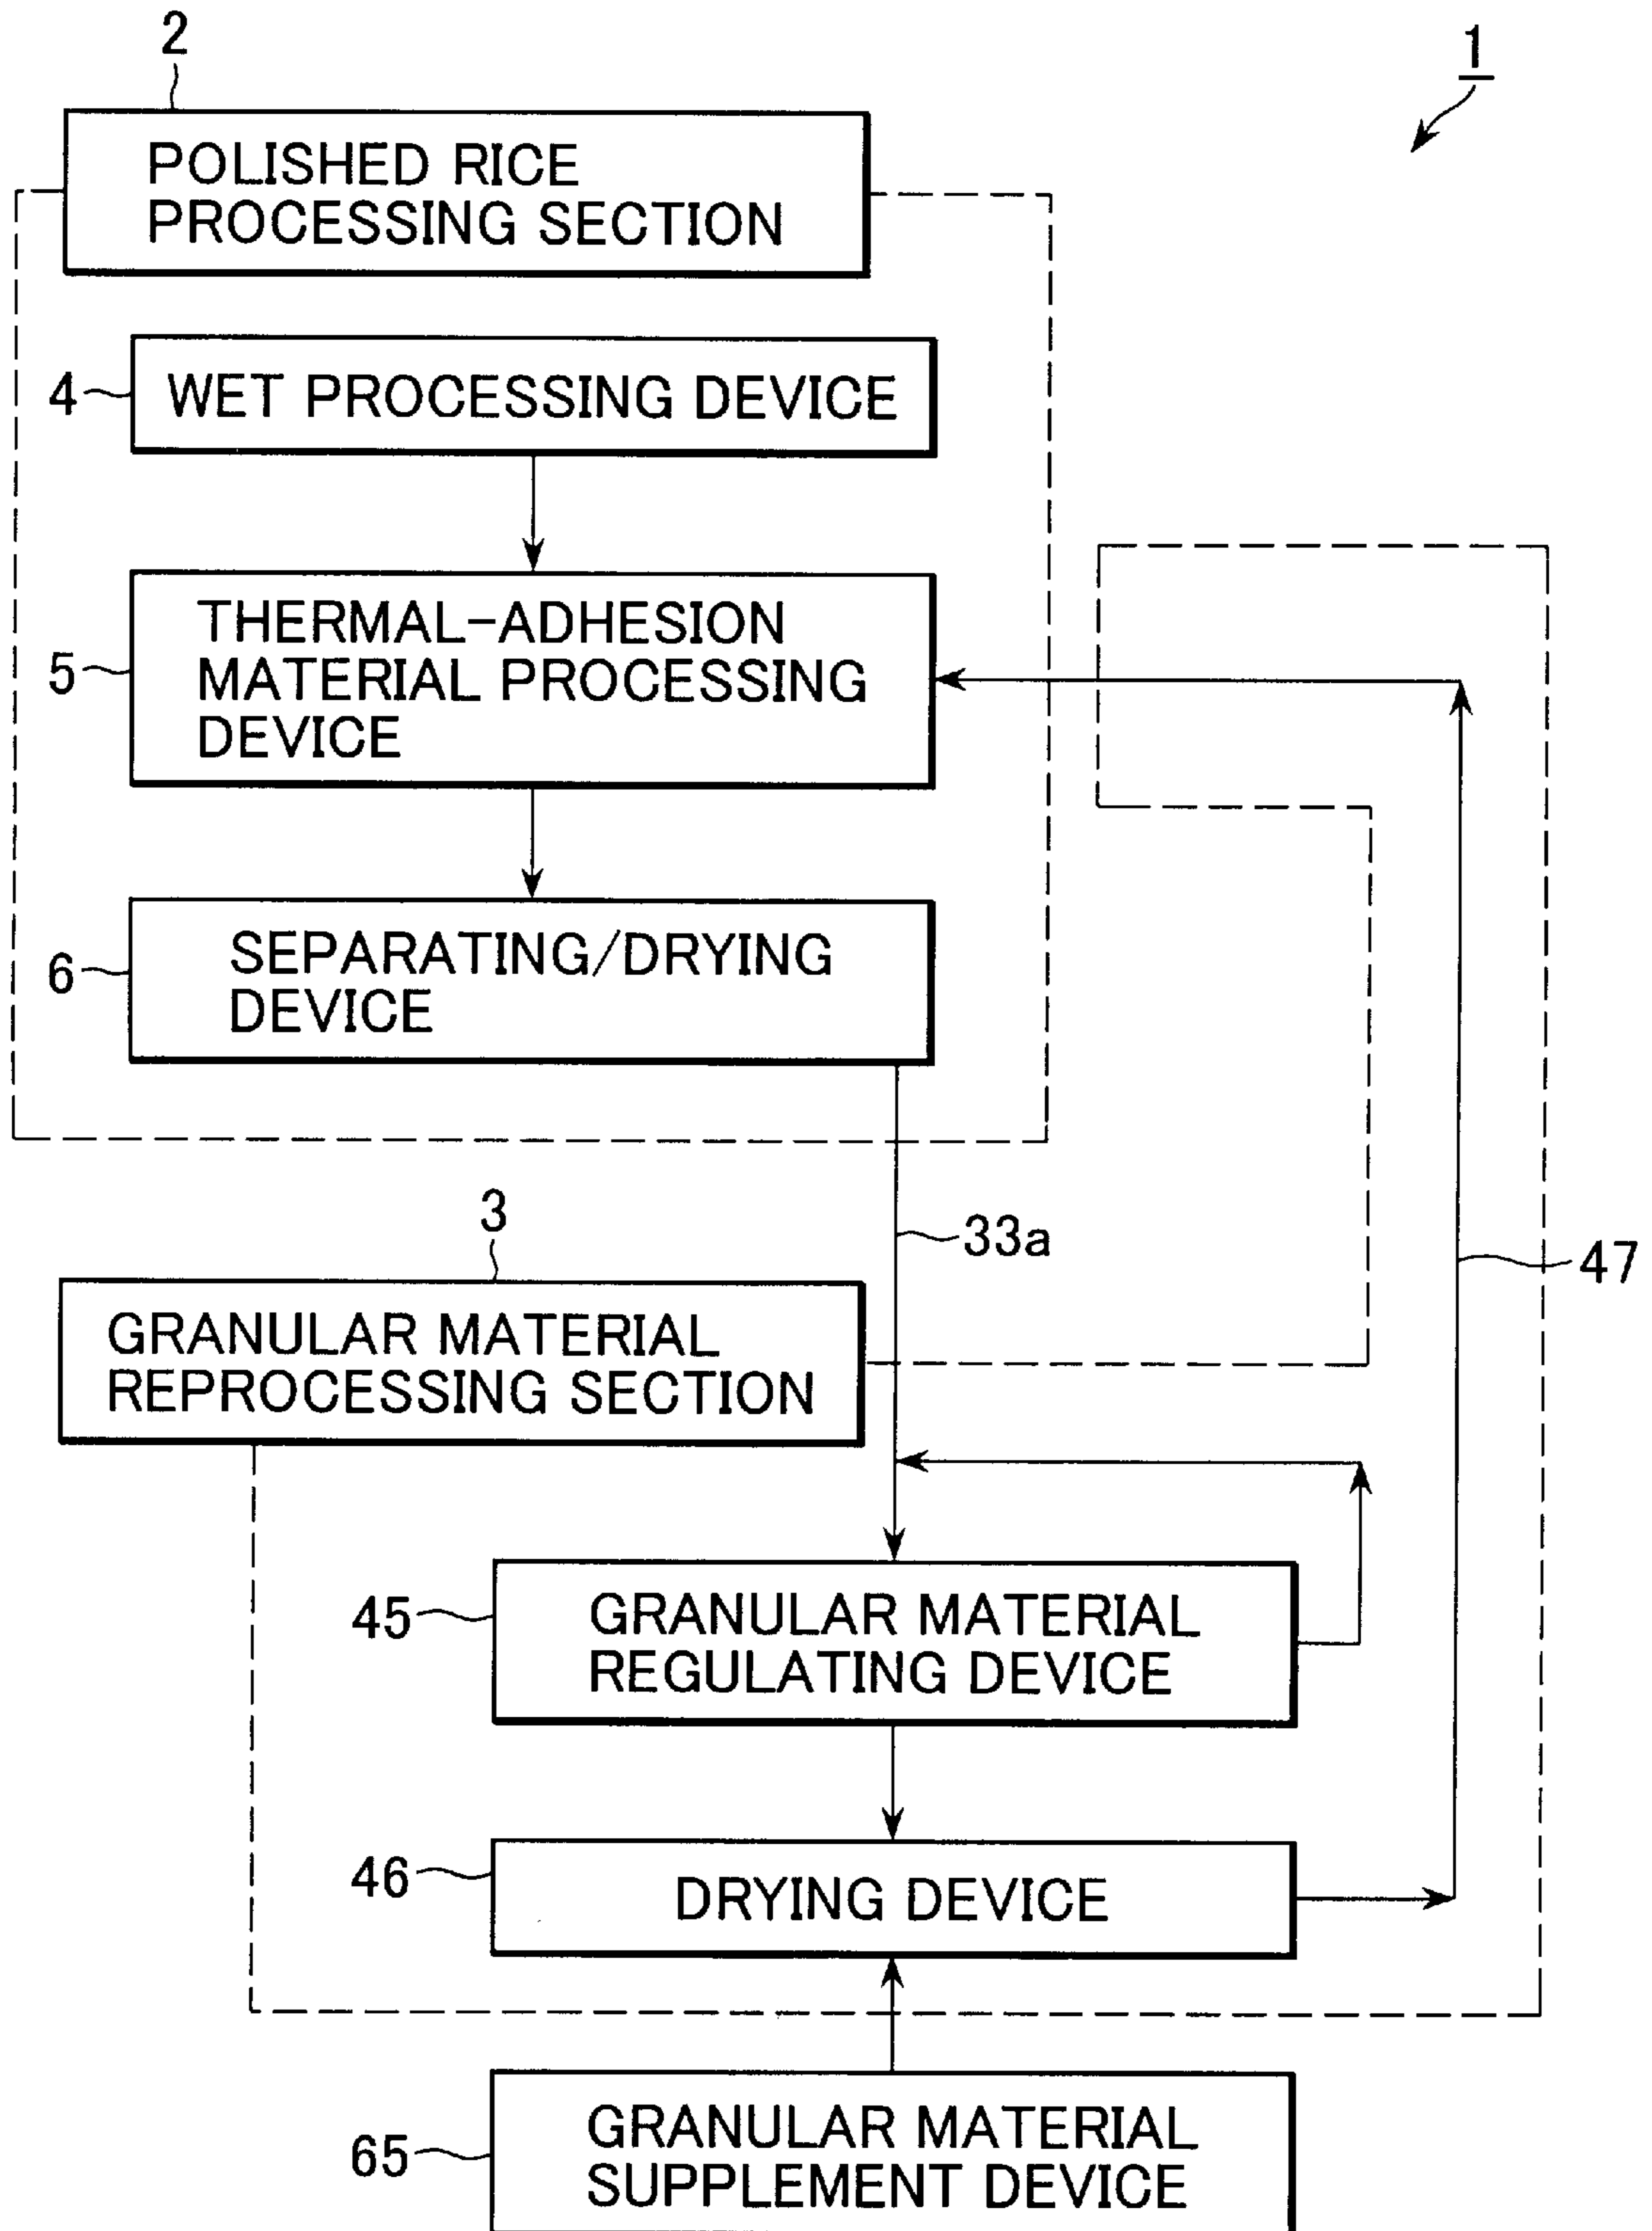 2
1
POLISHED RICE
PROCESSING SECTION
4
WET PROCESSING DEVICE
5
THERMAL-ADHESION
MATERIAL PROCESSING
DEVICE
6
SEPARATING/DRYING
DEVICE
33a
3
47
GRANULAR MATERIAL
REPROCESSING SECTION
45
GRANULAR MATERIAL
REGULATING DEVICE
46
DRYING DEVICE
65
GRANULAR MATERIAL
SUPPLEMENT DEVICE